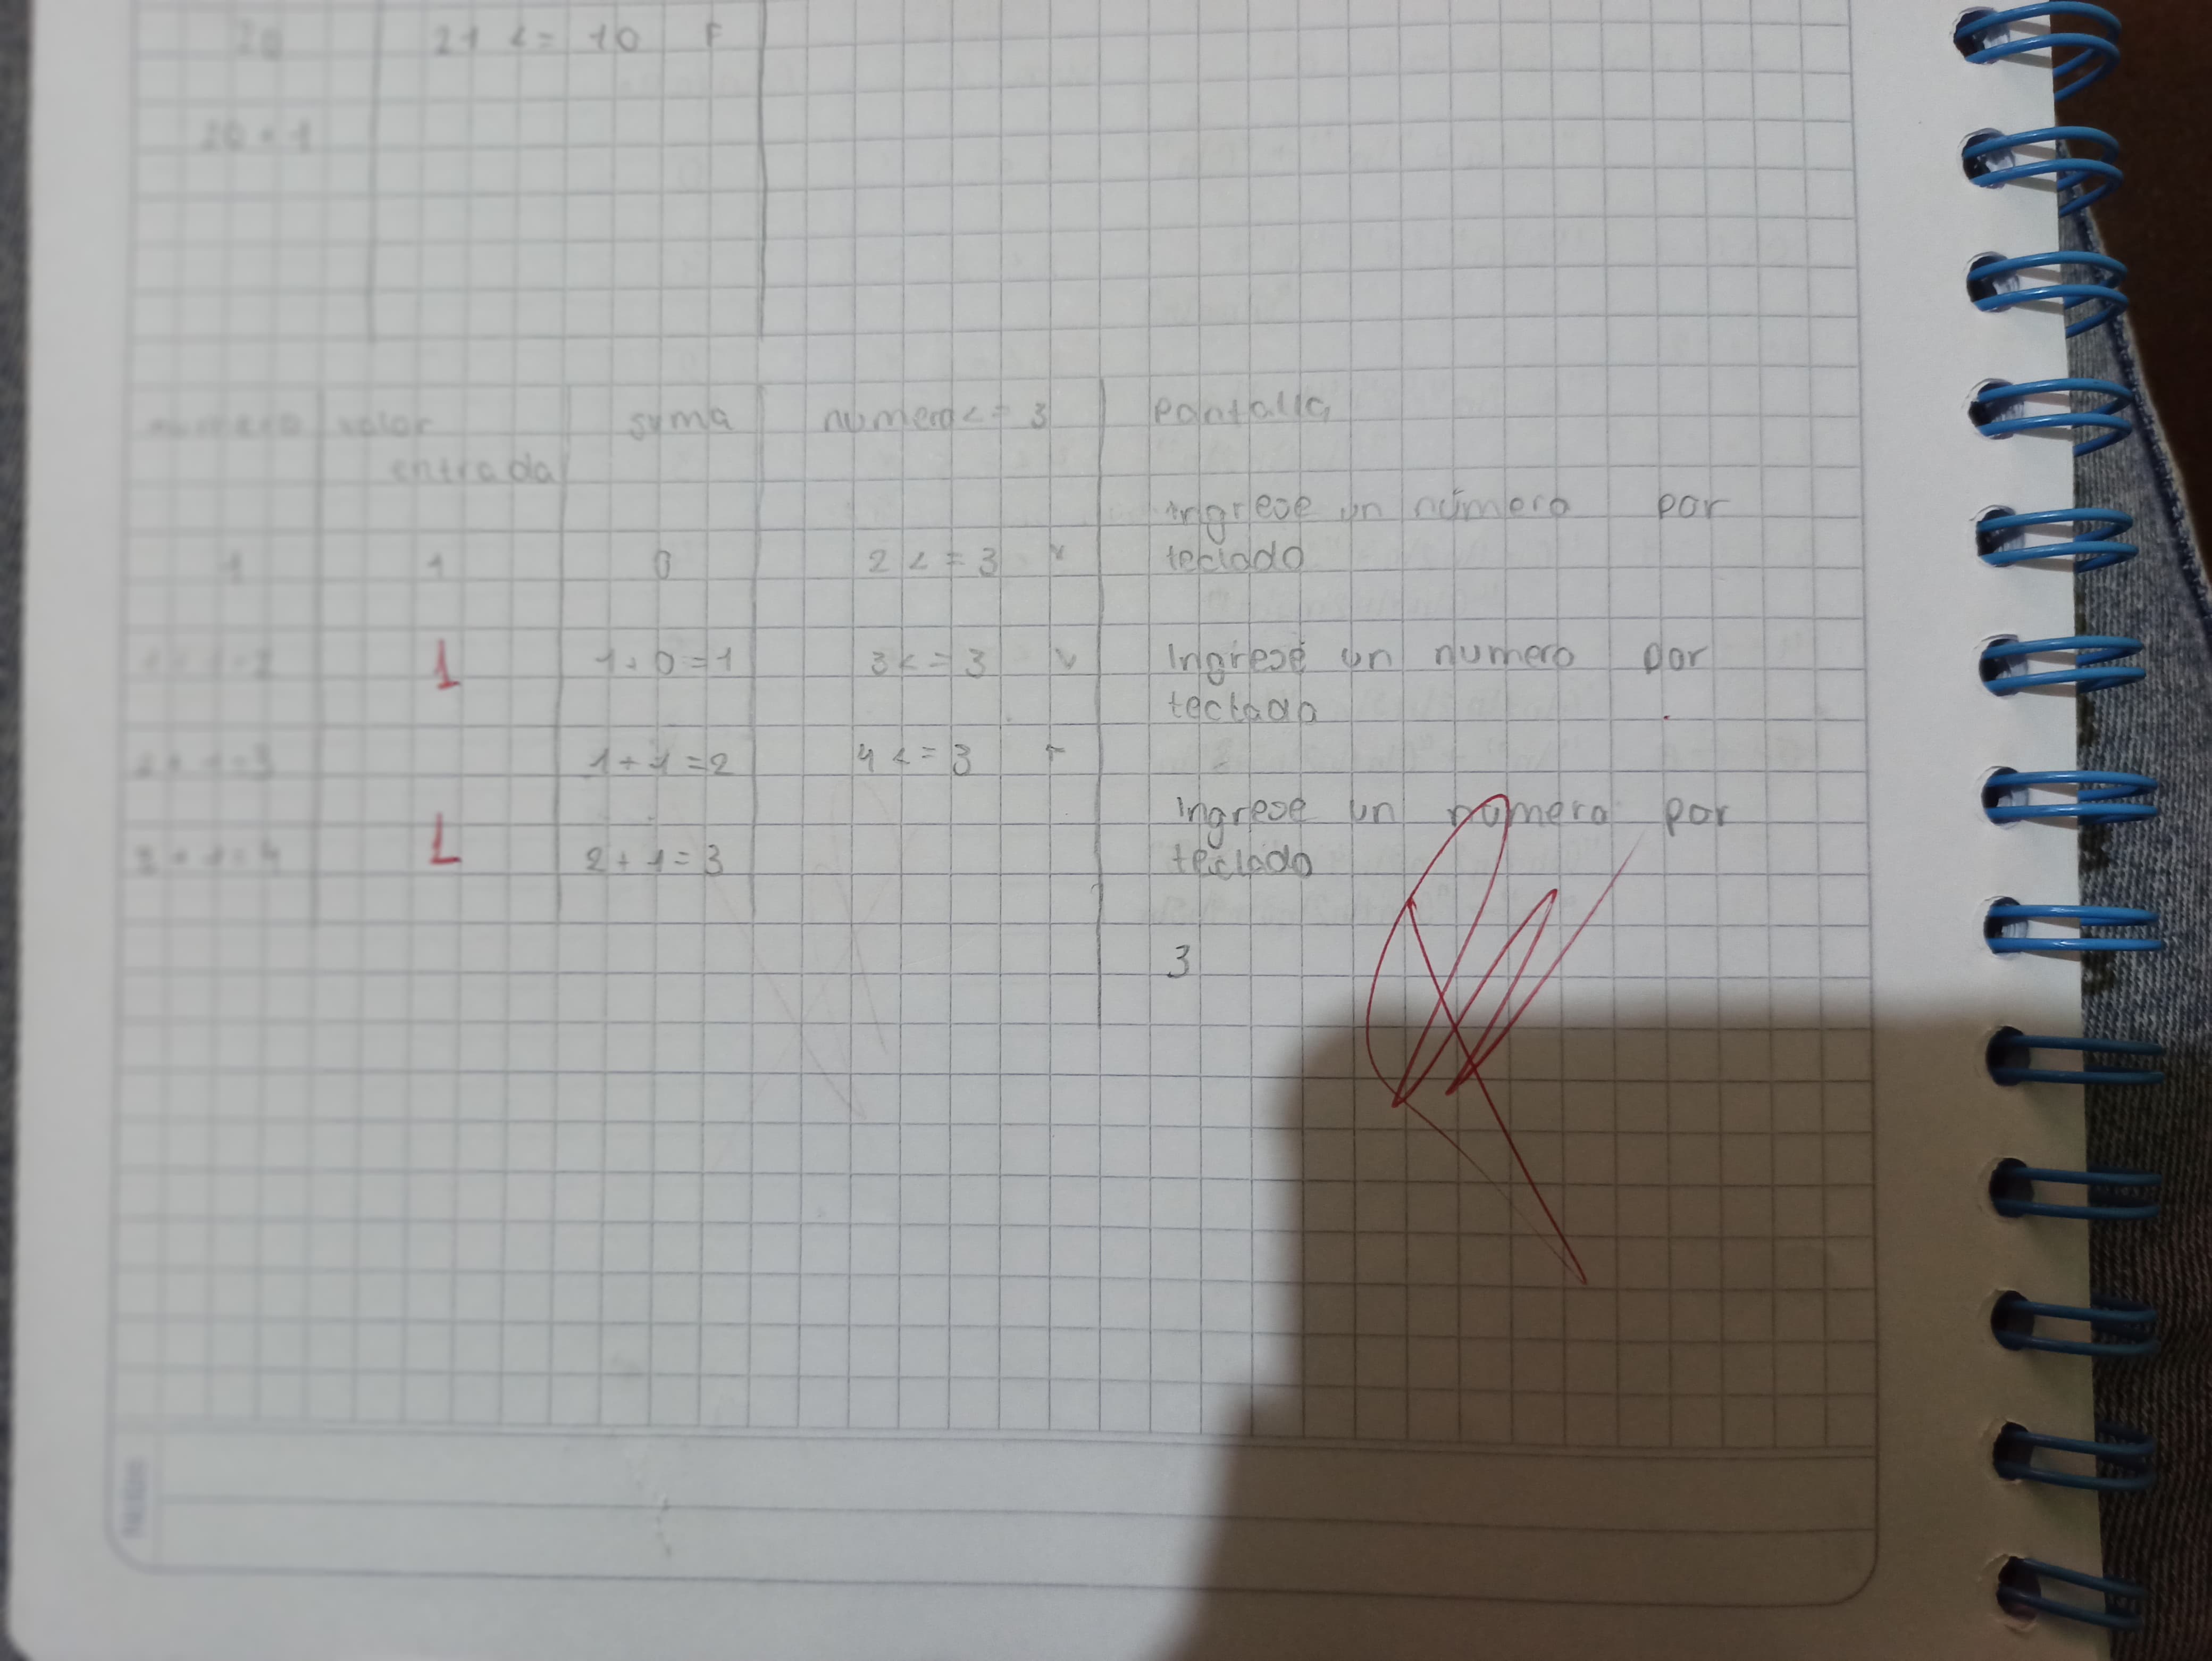 20 21 <= 10 F
20 + 1
numero valor suma numero <= 3 Pantalla
entrada
Ingrese un número por
1 1 0 2 <= 3 v teclado
1 + 1 = 2 1 1 + 0 = 1 3 <= 3 v Ingrese un numero por
teclado
2 + 1 = 3 1 + 1 = 2 4 <= 3 F
Ingrese un numero por
3 + 1 = 4 1 2 + 1 = 3 teclado
3
Notas